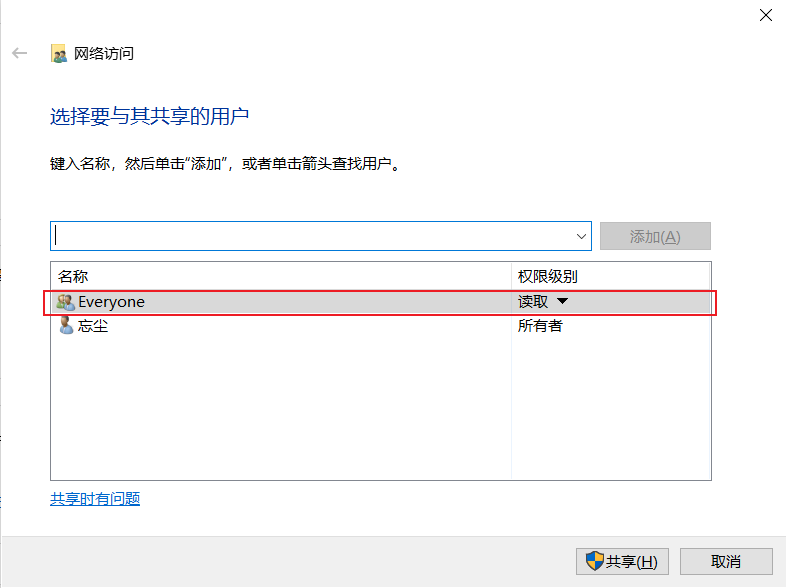 网络访问
选择要与其共享的用户
键入名称，然后单击“添加”，或者单击箭头查找用户。
添加(A)
名称 权限级别
Everyone 读取
忘尘 所有者
共享时有问题
共享(H) 取消